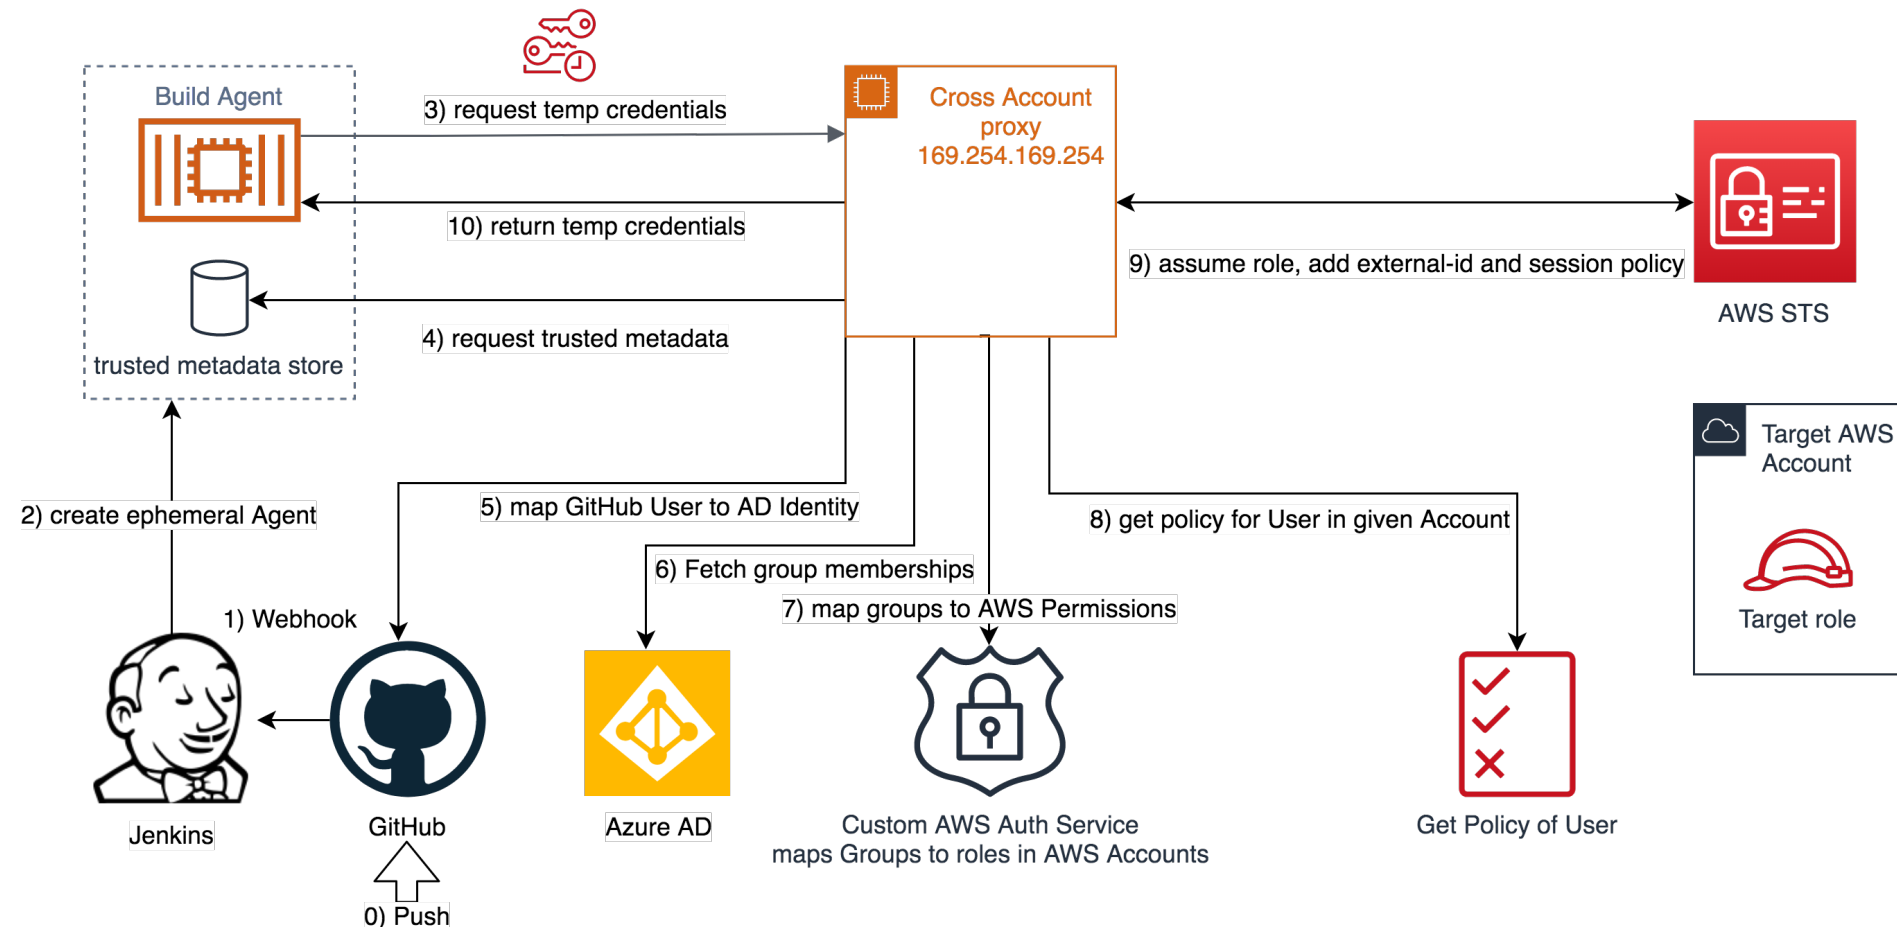 Build Agent
3) request temp credentials
Cross Account
proxy
169.254.169.254
10) return temp credentials
9) assume role, add external-id and session policy
AWS STS
4) request trusted metadata
trusted metadata store
Target AWS
Account
5) map GitHub User to AD Identity
2) create ephemeral Agent
8) get policy for User in given Account
6) Fetch group memberships
7) map groups to AWS Permissions
1) Webhook
Target role
Jenkins
GitHub
Azure AD
Custom AWS Auth Service
maps Groups to roles in AWS Accounts
Get Policy of User
0) Push